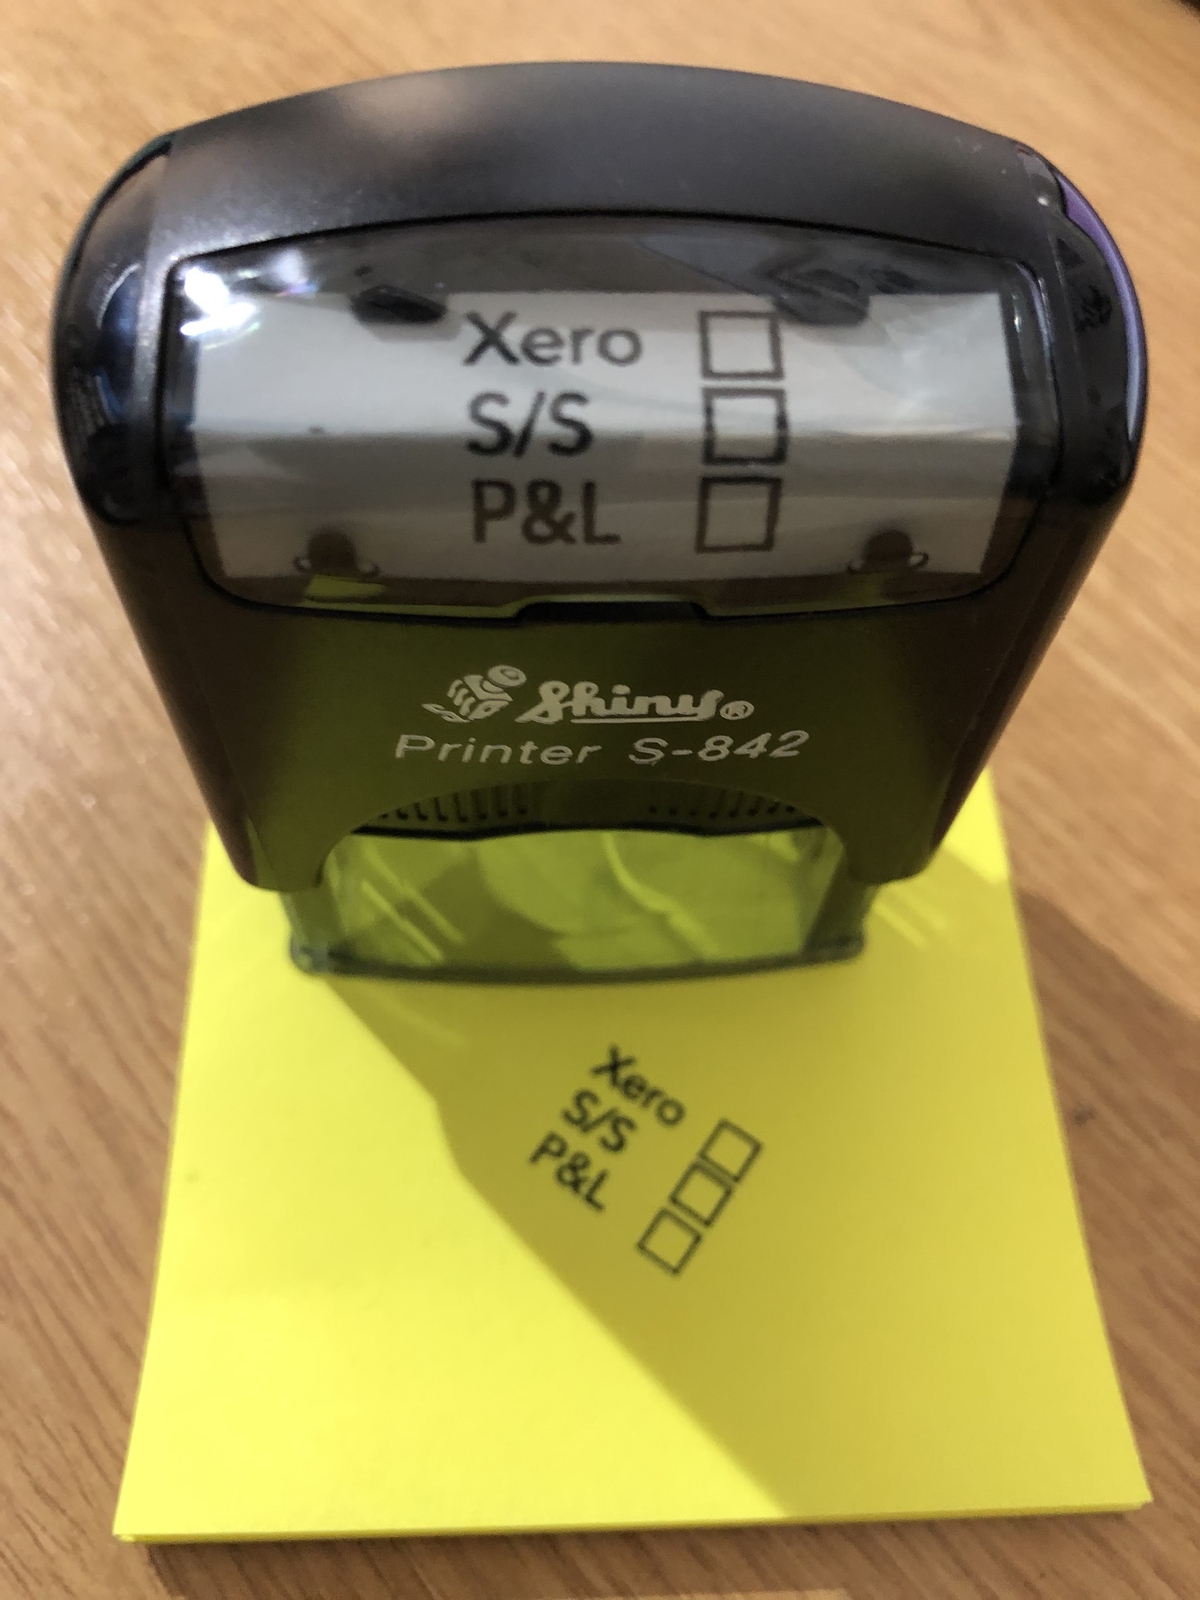 Xero
S/S
P&L
Shiny®
Printer S-842
Xero
S/S
P&L